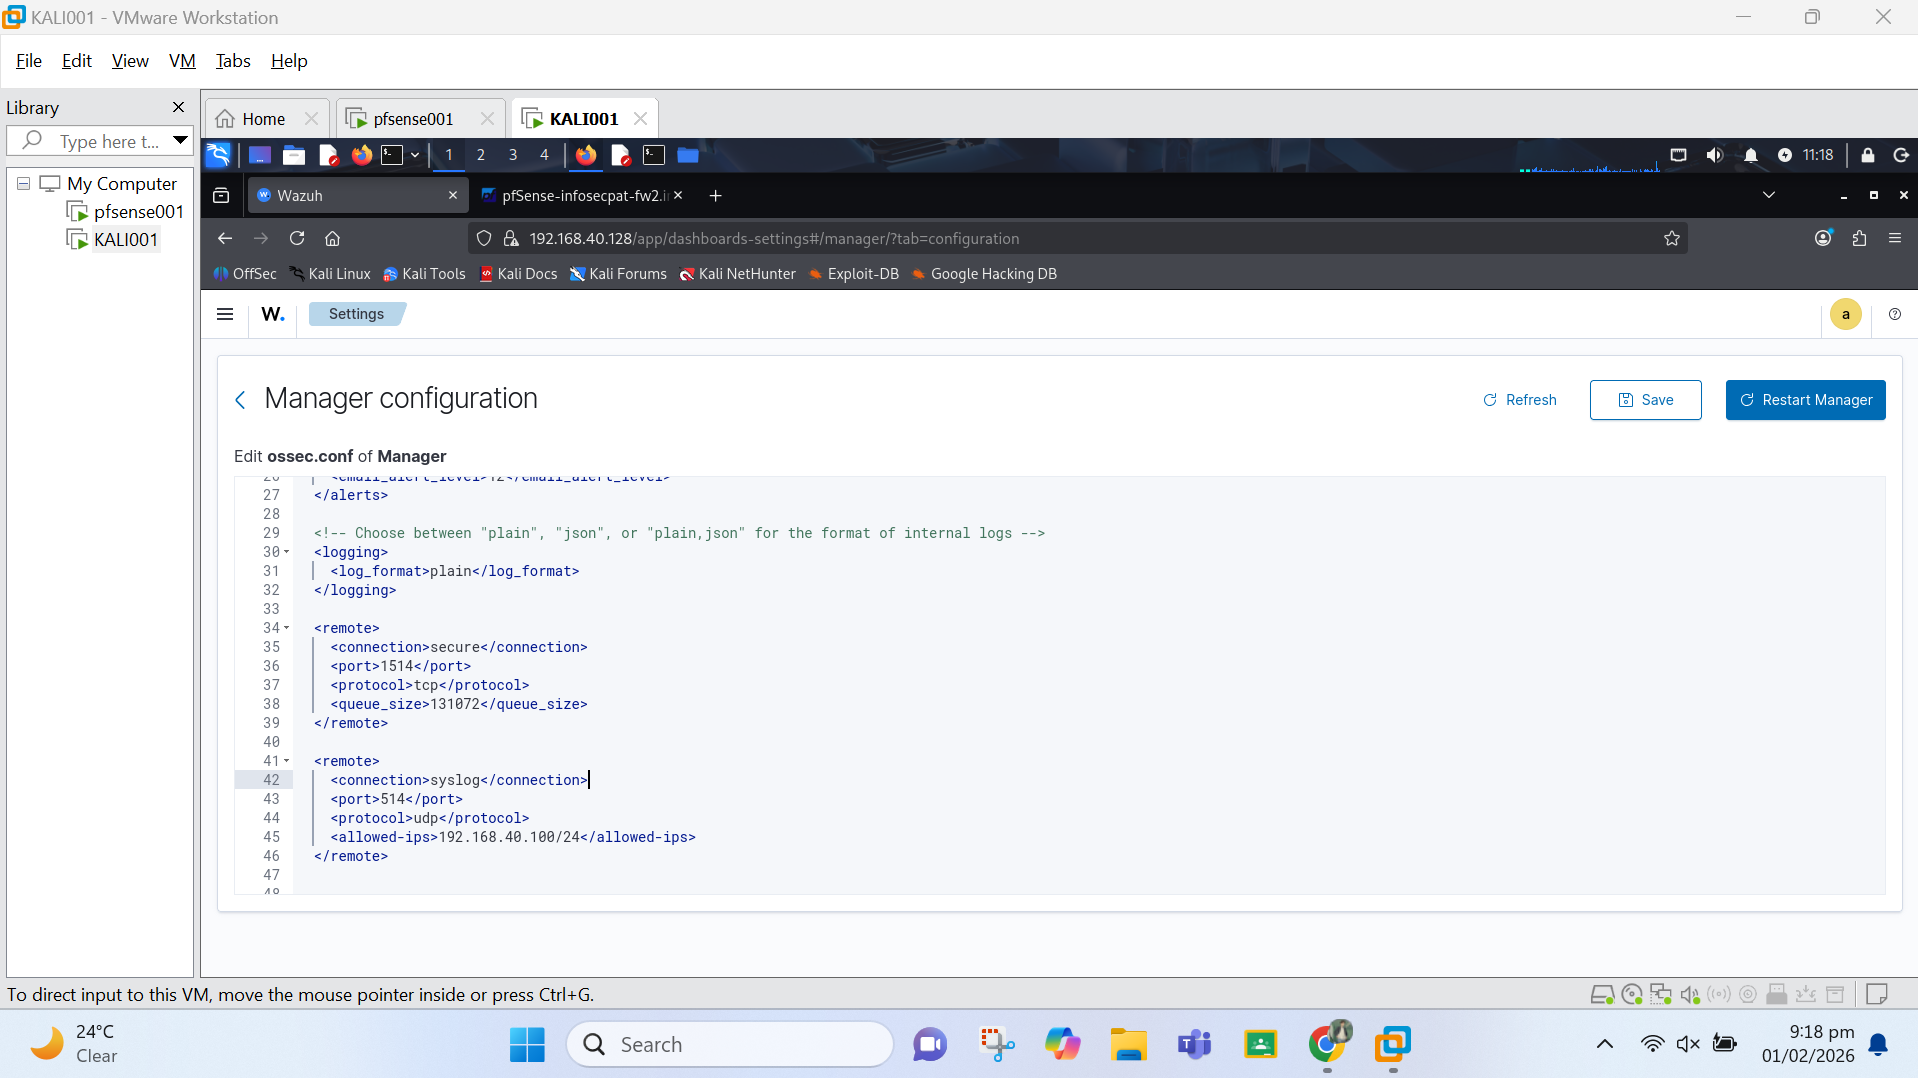 KALI001 - VMware Workstation
File Edit View VM Tabs Help
Library
Type here t...
My Computer
pfsense001
KALI001
Home
pfsense001
KALI001
1 2 3 4
11:18
Wazuh
pfSense-infosecpat-fw2.i
192.168.40.128/app/dashboards-settings#/manager/?tab=configuration
OffSec Kali Linux Kali Tools Kali Docs Kali Forums Kali NetHunter Exploit-DB Google Hacking DB
W. Settings
a
Manager configuration
Refresh
Save
Restart Manager
Edit ossec.conf of Manager
26 <email_alert_level>12</email_alert_level>
27 </alerts>
28
29 <!-- Choose between "plain", "json", or "plain,json" for the format of internal logs -->
30 <logging>
31 <log_format>plain</log_format>
32 </logging>
33
34 <remote>
35 <connection>secure</connection>
36 <port>1514</port>
37 <protocol>tcp</protocol>
38 <queue_size>131072</queue_size>
39 </remote>
40
41 <remote>
42 <connection>syslog</connection>
43 <port>514</port>
44 <protocol>udp</protocol>
45 <allowed-ips>192.168.40.100/24</allowed-ips>
46 </remote>
47
48
To direct input to this VM, move the mouse pointer inside or press Ctrl+G.
24°C
Clear
Search
9:18 pm
01/02/2026